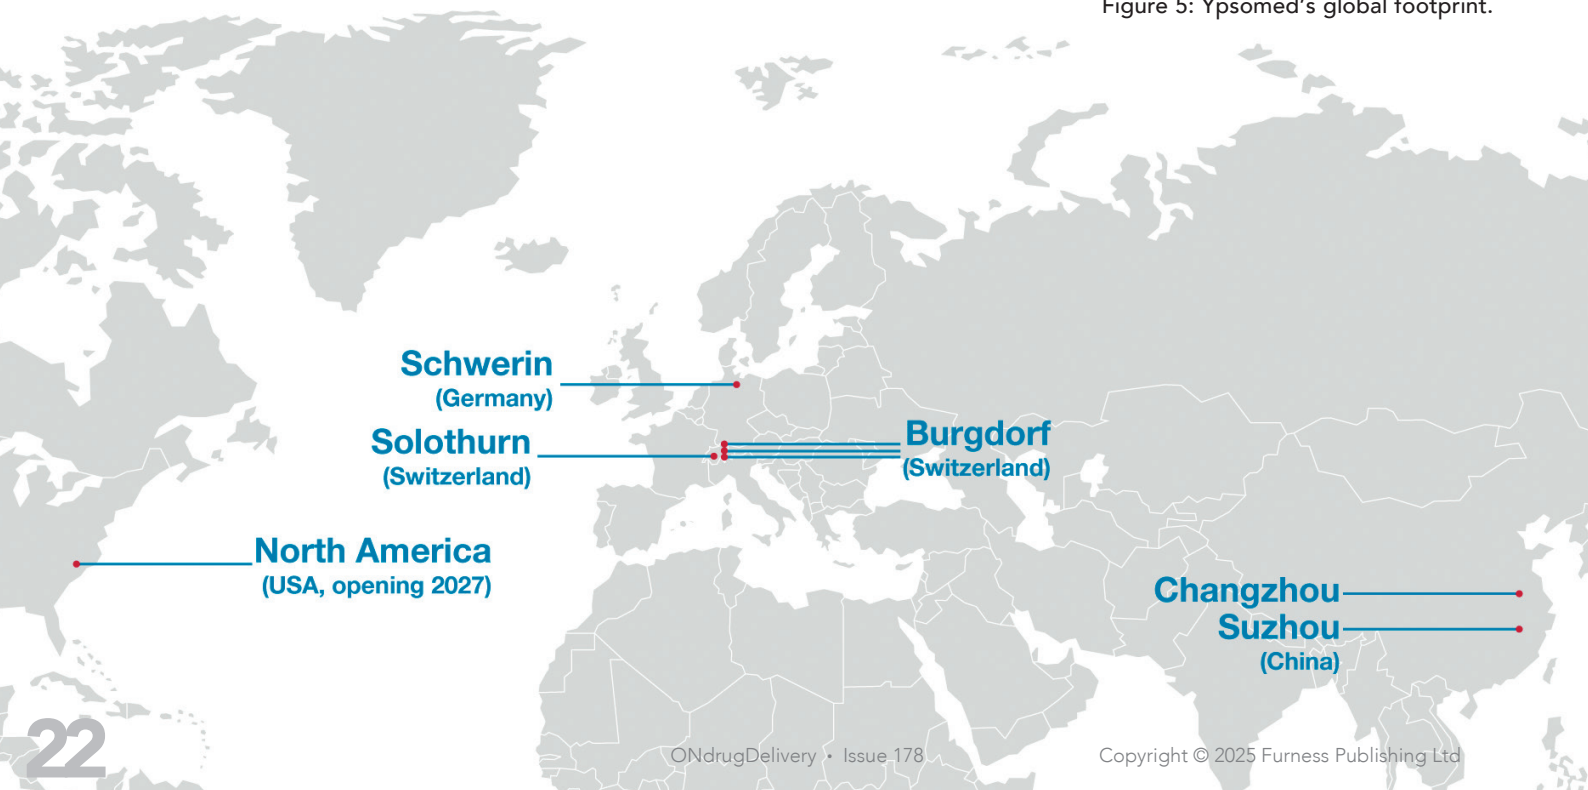 Figure 5: Ypsomed's global footprint.
Schwerin
(Germany)
Solothurn
(Switzerland)
Burgdorf
(Switzerland)
North America
(USA, opening 2027)
Changzhou
Suzhou
(China)
22
ONdrugDelivery • Issue 178
Copyright © 2025 Furness Publishing Ltd